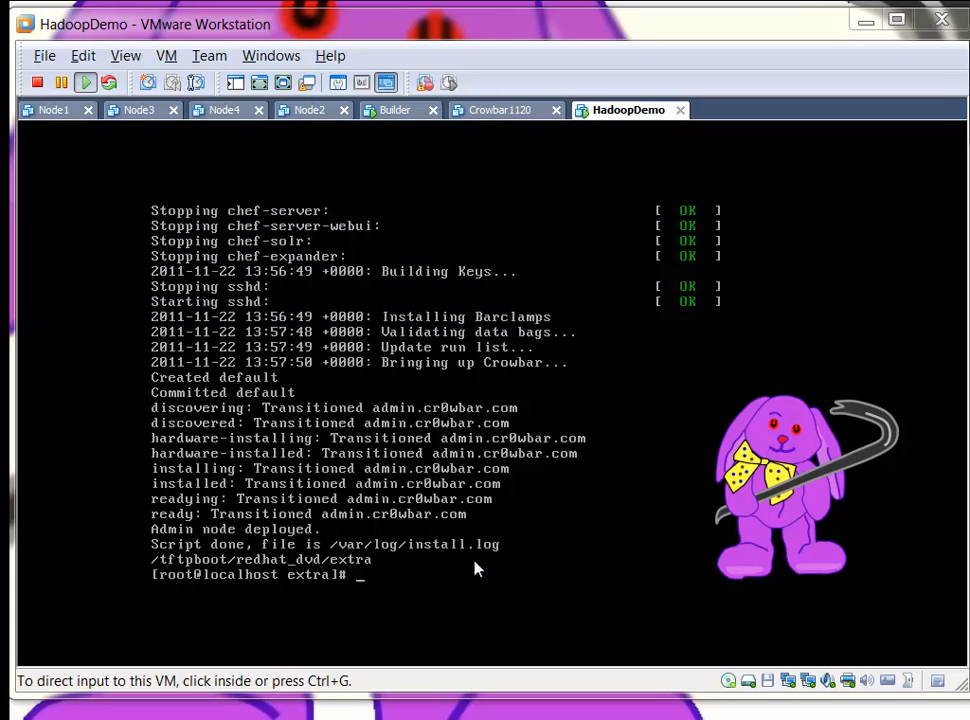 HadoopDemo - VMware Workstation
File Edit View VM Team Windows Help
Node1 Node3 Node4 Node2 Builder Crowbar1120 HadoopDemo
Stopping chef-server: [ OK ]
Stopping chef-server-webui: [ OK ]
Stopping chef-solr: [ OK ]
Stopping chef-expander: [ OK ]
2011-11-22 13:56:49 +0000: Building Keys...
Stopping sshd: [ OK ]
Starting sshd: [ OK ]
2011-11-22 13:56:49 +0000: Installing Barclamps
2011-11-22 13:57:48 +0000: Validating data bags...
2011-11-22 13:57:49 +0000: Update run list...
2011-11-22 13:57:50 +0000: Bringing up Crowbar...
Created default
Committed default
discovering: Transitioned admin.cr0wbar.com
discovered: Transitioned admin.cr0wbar.com
hardware-installing: Transitioned admin.cr0wbar.com
hardware-installed: Transitioned admin.cr0wbar.com
installing: Transitioned admin.cr0wbar.com
installed: Transitioned admin.cr0wbar.com
readying: Transitioned admin.cr0wbar.com
ready: Transitioned admin.cr0wbar.com
Admin node deployed.
Script done, file is /var/log/install.log
/tftpboot/redhat_dvd/extra
[root@localhost extra]# _
To direct input to this VM, click inside or press Ctrl+G.